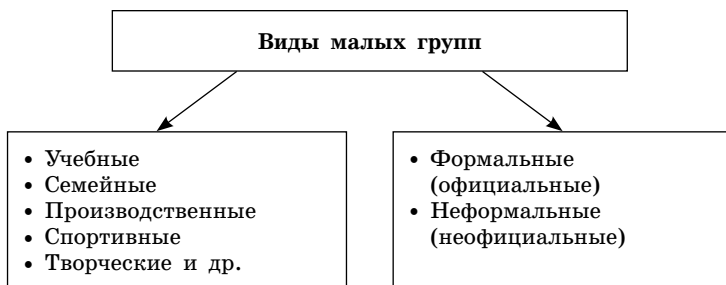 Виды малых групп
• Учебные
• Семейные
• Производственные
• Спортивные
• Творческие и др.
• Формальные
(официальные)
• Неформальные
(неофициальные)